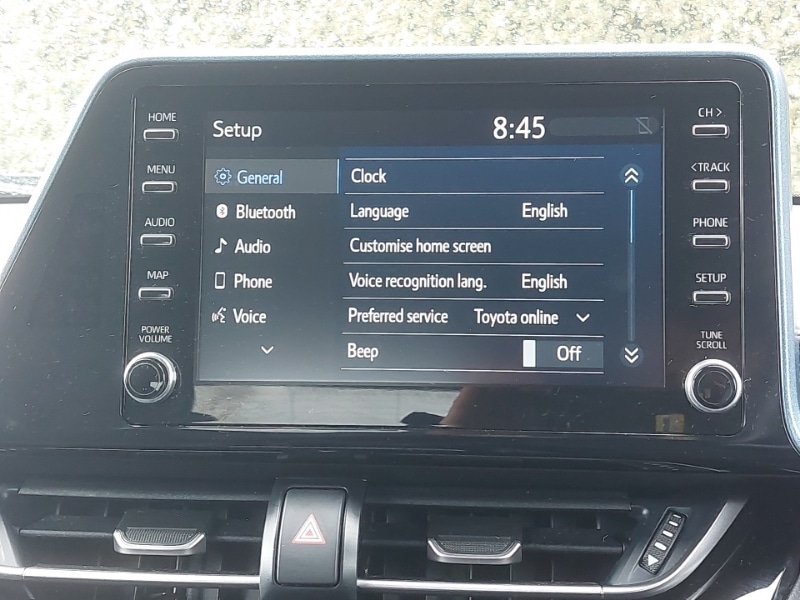 HOME
MENU
AUDIO
MAP
POWER
VOLUME
Setup
8:45
General
Bluetooth
Audio
Phone
Voice
Clock
Language English
Customise home screen
Voice recognition lang. English
Preferred service Toyota online
Beep Off
CH >
< TRACK
PHONE
SETUP
TUNE
SCROLL